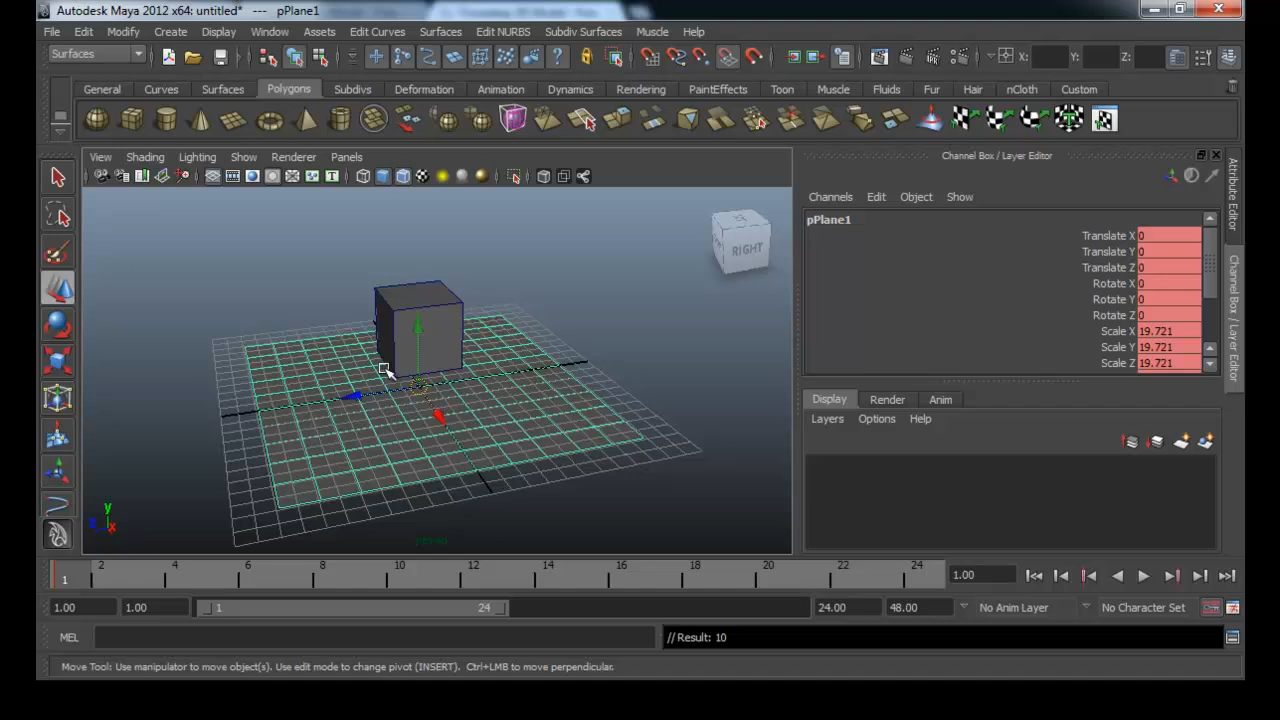 Autodesk Maya 2012 x64: untitled* --- pPlane1
File Edit Modify Create Display Window Assets Edit Curves Surfaces Edit NURBS Subdiv Surfaces Muscle Help
Surfaces X: Y: Z:
General Curves Surfaces Polygons Subdivs Deformation Animation Dynamics Rendering PaintEffects Toon Muscle Fluids Fur Hair nCloth Custom
View Shading Lighting Show Renderer Panels
Channel Box / Layer Editor
Channels Edit Object Show
pPlane1
Translate X 0
Translate Y 0
Translate Z 0
Rotate X 0
Rotate Y 0
Rotate Z 0
Scale X 19.721
Scale Y 19.721
Scale Z 19.721
RIGHT
Display Render Anim
Layers Options Help
Attribute Editor
Channel Box / Layer Editor
y
z
x
persp
1 2 4 6 8 10 12 14 16 18 20 22 24 1.00
1.00 1.00 1 24 24.00 48.00 No Anim Layer No Character Set
MEL // Result: 10
Move Tool: Use manipulator to move object(s). Use edit mode to change pivot (INSERT). Ctrl+LMB to move perpendicular.